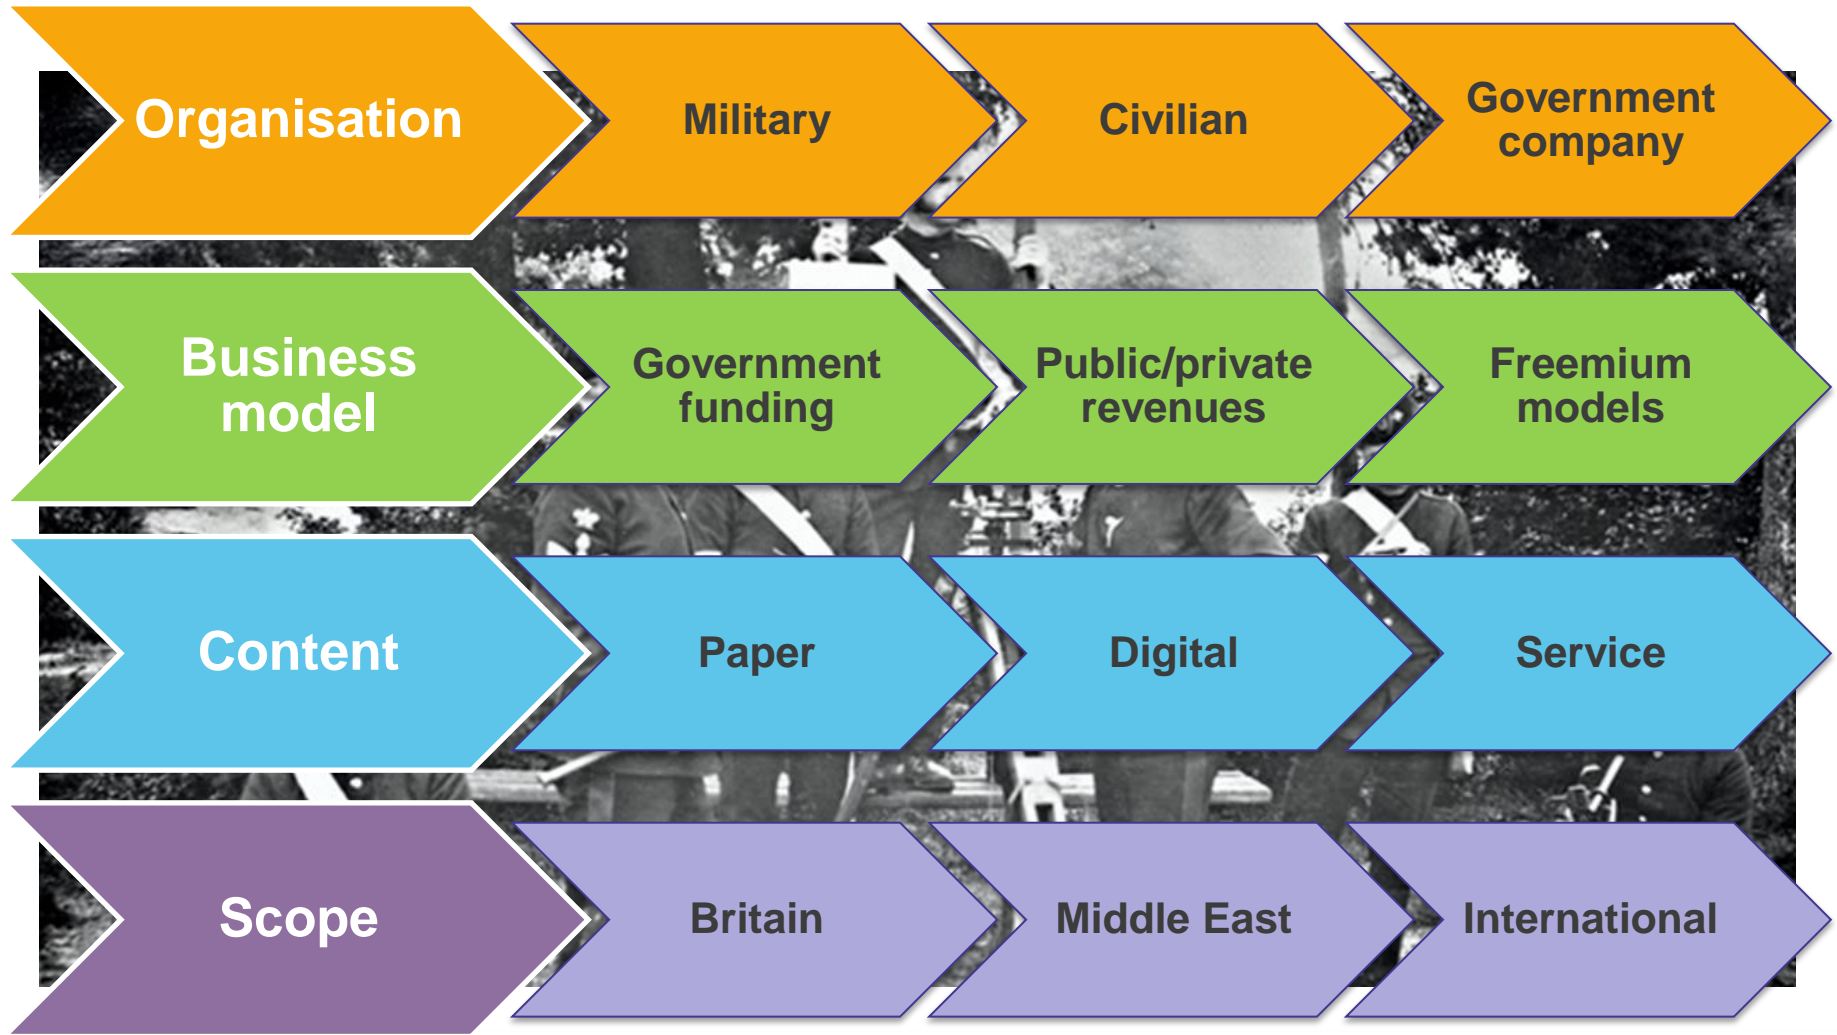 Organisation
Military
Civilian
Government
company
Business
model
Government
funding
Public/private
revenues
Freemium
models
Content
Paper
Digital
Service
Scope
Britain
Middle East
International